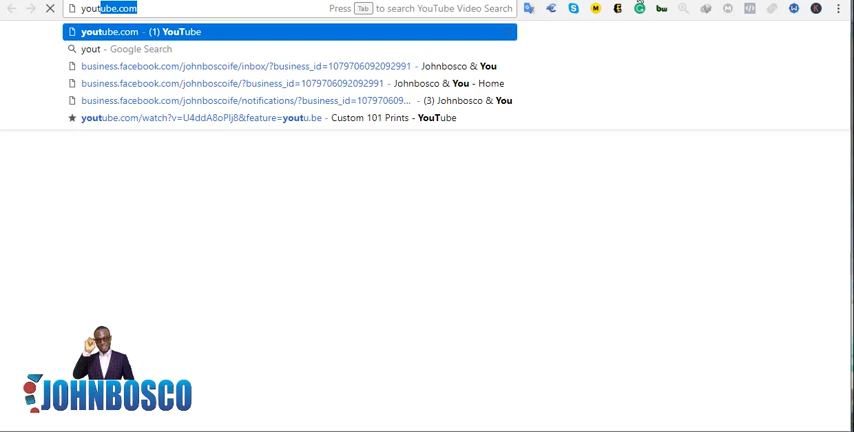 youtube.com Press Tab to search YouTube Video Search
youtube.com - (1) YouTube
yout - Google Search
business.facebook.com/johnboscoife/inbox/?business_id=1079706092092991 - Johnbosco & You
business.facebook.com/johnboscoife/?business_id=1079706092092991 - Johnbosco & You - Home
business.facebook.com/johnboscoife/notifications/?business_id=107970609... - (3) Johnbosco & You
youtube.com/watch?v=U4ddA8oPlj8&feature=youtu.be - Custom 101 Prints - YouTube
iJOHNBOSCO